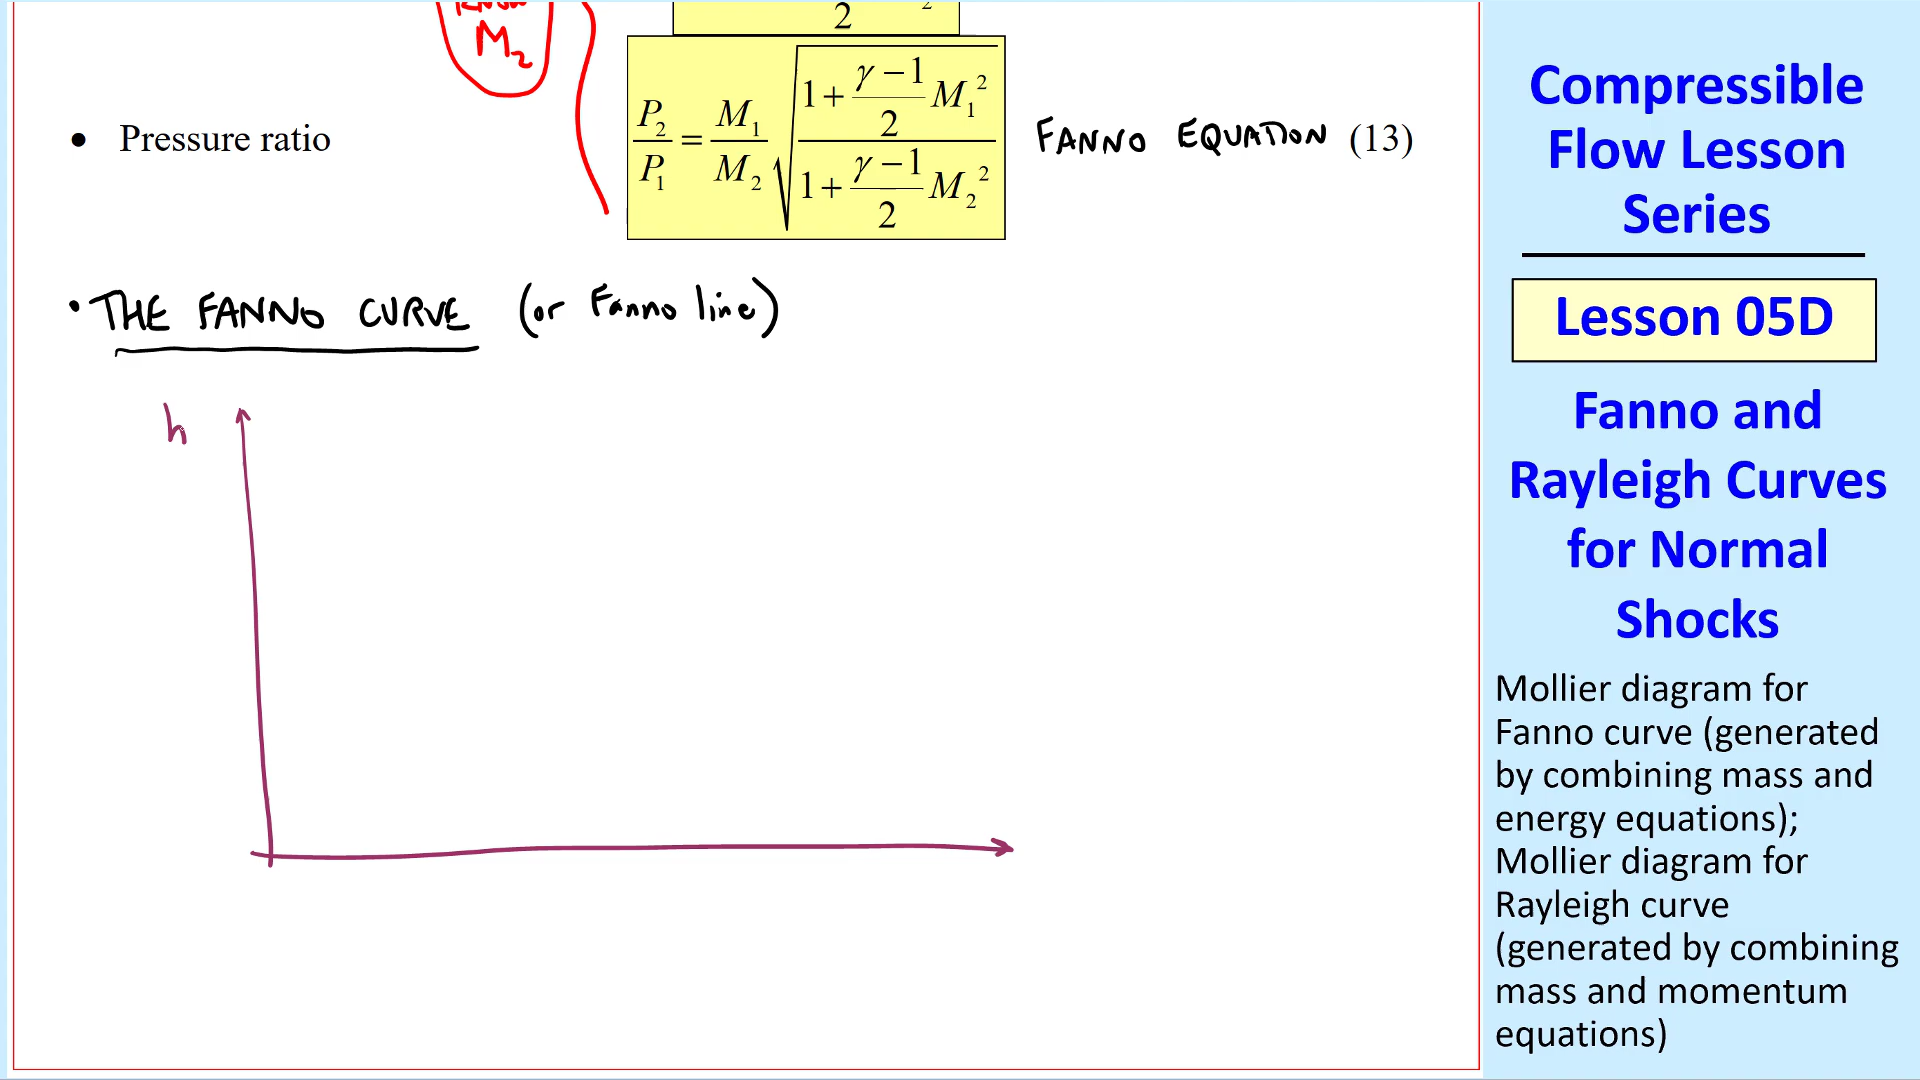 M₂
2
2
• Pressure ratio
P₂/P₁ = M₁/M₂ √((1+((γ−1)/2)M₁²)/(1+((γ−1)/2)M₂²)) FANNO EQUATION (13)
• THE FANNO CURVE (or Fanno line)
h
Compressible
Flow Lesson
Series
Lesson 05D
Fanno and
Rayleigh Curves
for Normal
Shocks
Mollier diagram for
Fanno curve (generated
by combining mass and
energy equations);
Mollier diagram for
Rayleigh curve
(generated by combining
mass and momentum
equations)